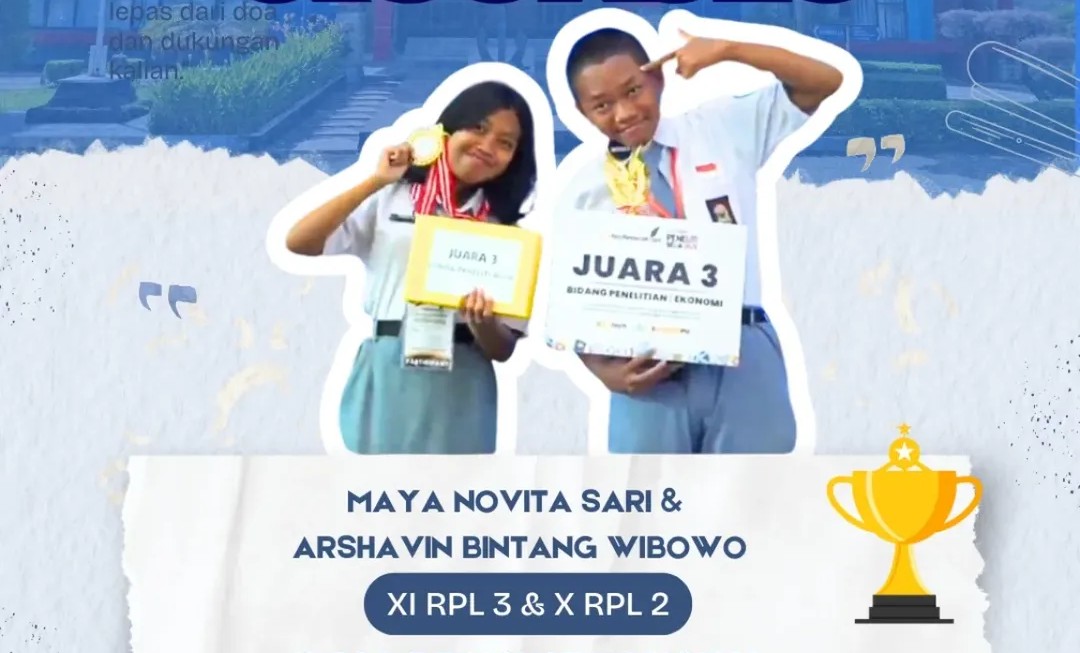 lepas dari doa
dan dukungan
kalian.
JUARA 3
JUARA 3
BIDANG PENELITIAN : EKONOMI
MAYA NOVITA SARI &
ARSHAVIN BINTANG WIBOWO
XI RPL 3 & X RPL 2